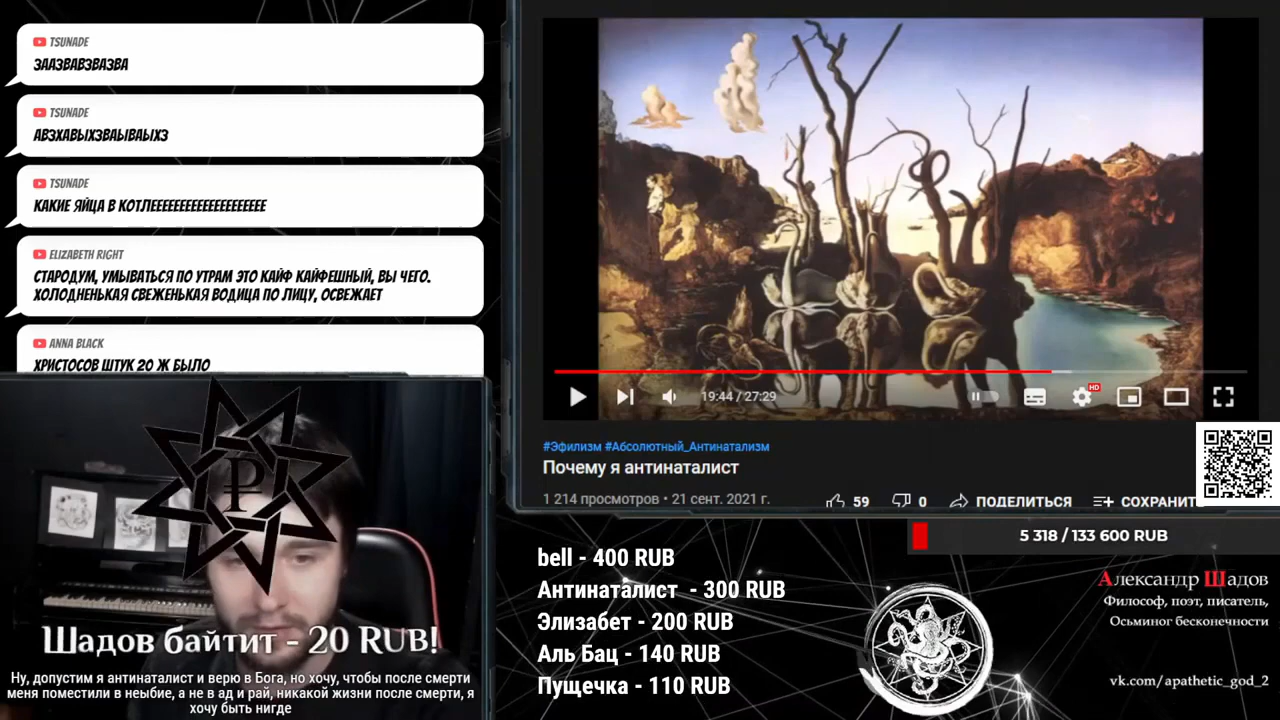 TSUNADE
ЗААЗВАВЗВАЗВА
TSUNADE
АВЗХАВЫХЗВАЫВАЫХЗ
TSUNADE
КАКИЕ ЯЙЦА В КОТЛЕЕЕЕЕЕЕЕЕЕЕЕЕЕЕЕЕЕЕ
ELIZABETH RIGHT
СТАРОДУМ, УМЫВАТЬСЯ ПО УТРАМ ЭТО КАЙФ КАЙФЕШНЫЙ, ВЫ ЧЕГО.
ХОЛОДНЕНЬКАЯ СВЕЖЕНЬКАЯ ВОДИЦА ПО ЛИЦУ, ОСВЕЖАЕТ
ANNA BLACK
ХРИСТОСОВ ШТУК 20 Ж БЫЛО
19:44 / 27:29
HD
#Эфилизм #Абсолютный_Антинатализм
Почему я антинаталист
1 214 просмотров • 21 сент. 2021 г.
59
0
ПОДЕЛИТЬСЯ
СОХРАНИТЬ
5 318 / 133 600 RUB
bell - 400 RUB
Антинаталист - 300 RUB
Элизабет - 200 RUB
Аль Бац - 140 RUB
Пущечка - 110 RUB
Александр Шадов
Философ, поэт, писатель,
Осьминог бесконечности
vk.com/apathetic_god_2
₽
Шадов байтит - 20 RUB!
Ну, допустим я антинаталист и верю в Бога, но хочу, чтобы после смерти
меня поместили в неыбие, а не в ад и рай, никакой жизни после смерти, я
хочу быть нигде